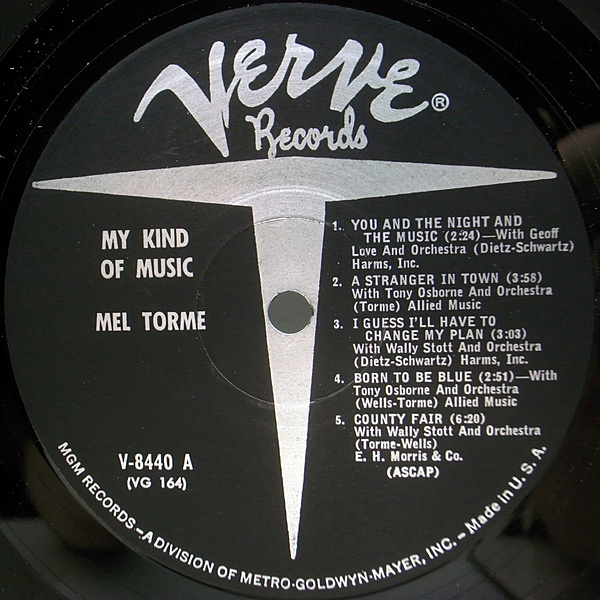 Verve®
Records
MY KIND
OF MUSIC
MEL TORME
1. YOU AND THE NIGHT AND
THE MUSIC (2:24)—With Geoff
Love And Orchestra (Dietz-Schwartz)
Harms, Inc.
2. A STRANGER IN TOWN (3:58)
With Tony Osborne And Orchestra
(Torme) Allied Music
3. I GUESS I'LL HAVE TO
CHANGE MY PLAN (3:03)
With Wally Stott And Orchestra
(Dietz-Schwartz) Harms, Inc.
4. BORN TO BE BLUE (2:51)—With
Tony Osborne And Orchestra
(Wells-Torme) Allied Music
5. COUNTY FAIR (6:20)
With Wally Stott And Orchestra
(Torme-Wells)
E. H. Morris & Co.
(ASCAP)
V-8440 A
(VG 164)
MGM RECORDS —A DIVISION OF METRO-GOLDWYN-MAYER, INC. – Made in U. S. A.